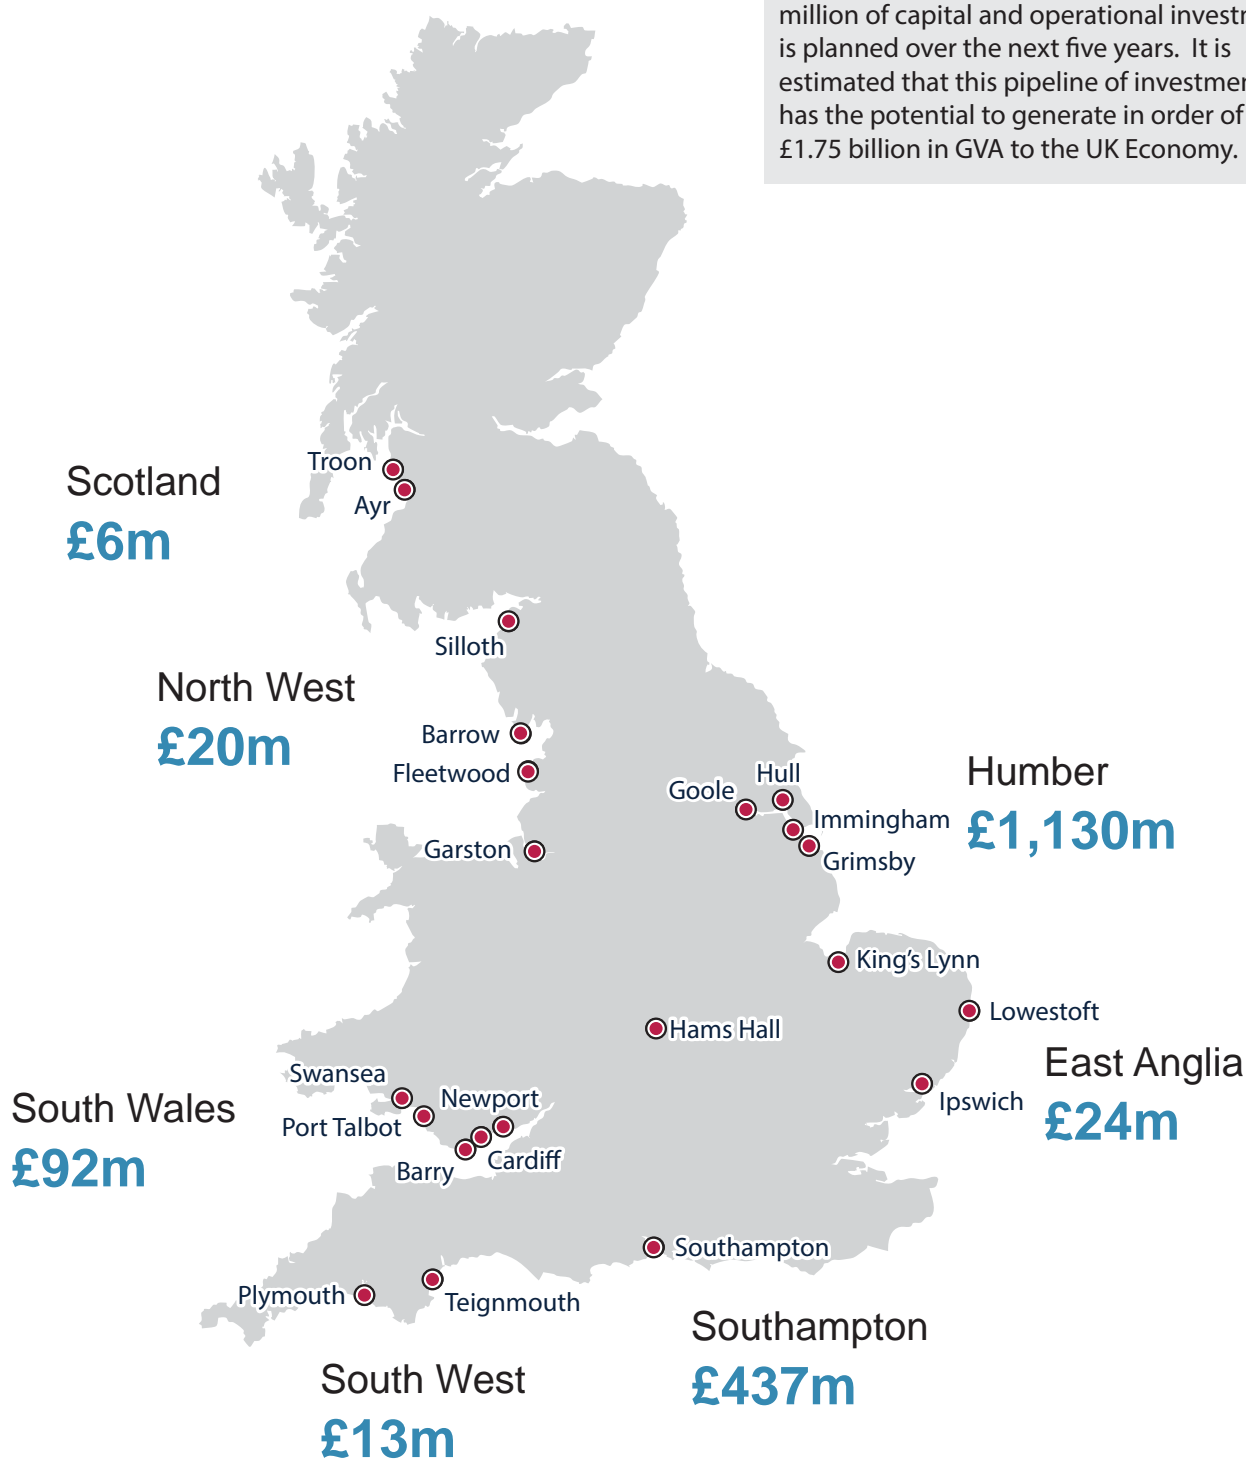 million of capital and operational
is planned over the next five years. It is
estimated that this pipeline of
has the potential to generate in order of
£1.75 billion in GVA to the UK Economy.
Troon
Scotland
Ayr
£6m
Silloth
North West
£20m
Barrow
Fleetwood
Hull
Humber
Goole
Immingham
£1,130m
Garston
Grimsby
King's Lynn
Lowestoft
Hams Hall
East Anglia
£24m
Swansea
Newport
Ipswich
South Wales
Port Talbot
£92m
Cardiff
Barry
Southampton
Plymouth
Teignmouth
Southampton
£437m
South West
£13m